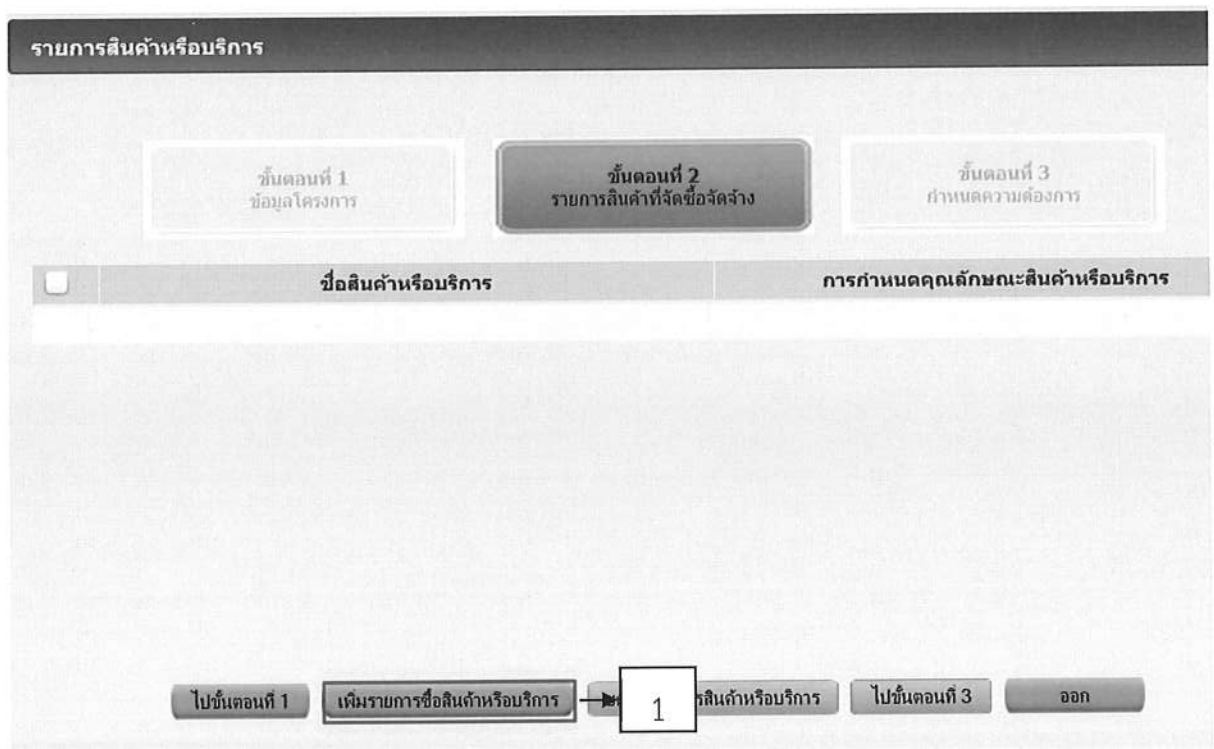 รายการสินค้าหรือบริการ
ขั้นตอนที่ 1
ข้อมูลโครงการ
ขั้นตอนที่ 2
รายการสินค้าที่จัดซื้อจัดจ้าง
ขั้นตอนที่ 3
กำหนดความต้องการ
ชื่อสินค้าหรือบริการ การกำหนดคุณลักษณะสินค้าหรือบริการ
ไปขั้นตอนที่ 1 เพิ่มรายการชื่อสินค้าหรือบริการ 1 สินค้าหรือบริการ ไปขั้นตอนที่ 3 ออก